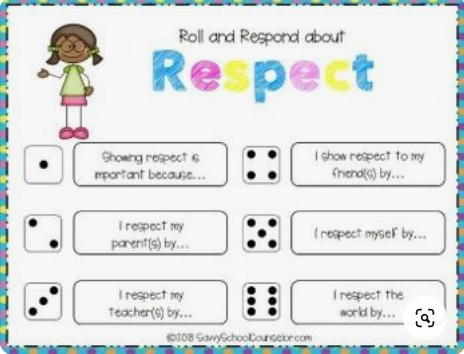 Roll and Respond about
Respect
Showing respect is
important because...
I show respect to my
friend(s) by...
I respect my
parent(s) by...
I respect myself by...
I respect my
teacher(s) by...
I respect the
world by...
©2018 SavvySchoolCounselor.com